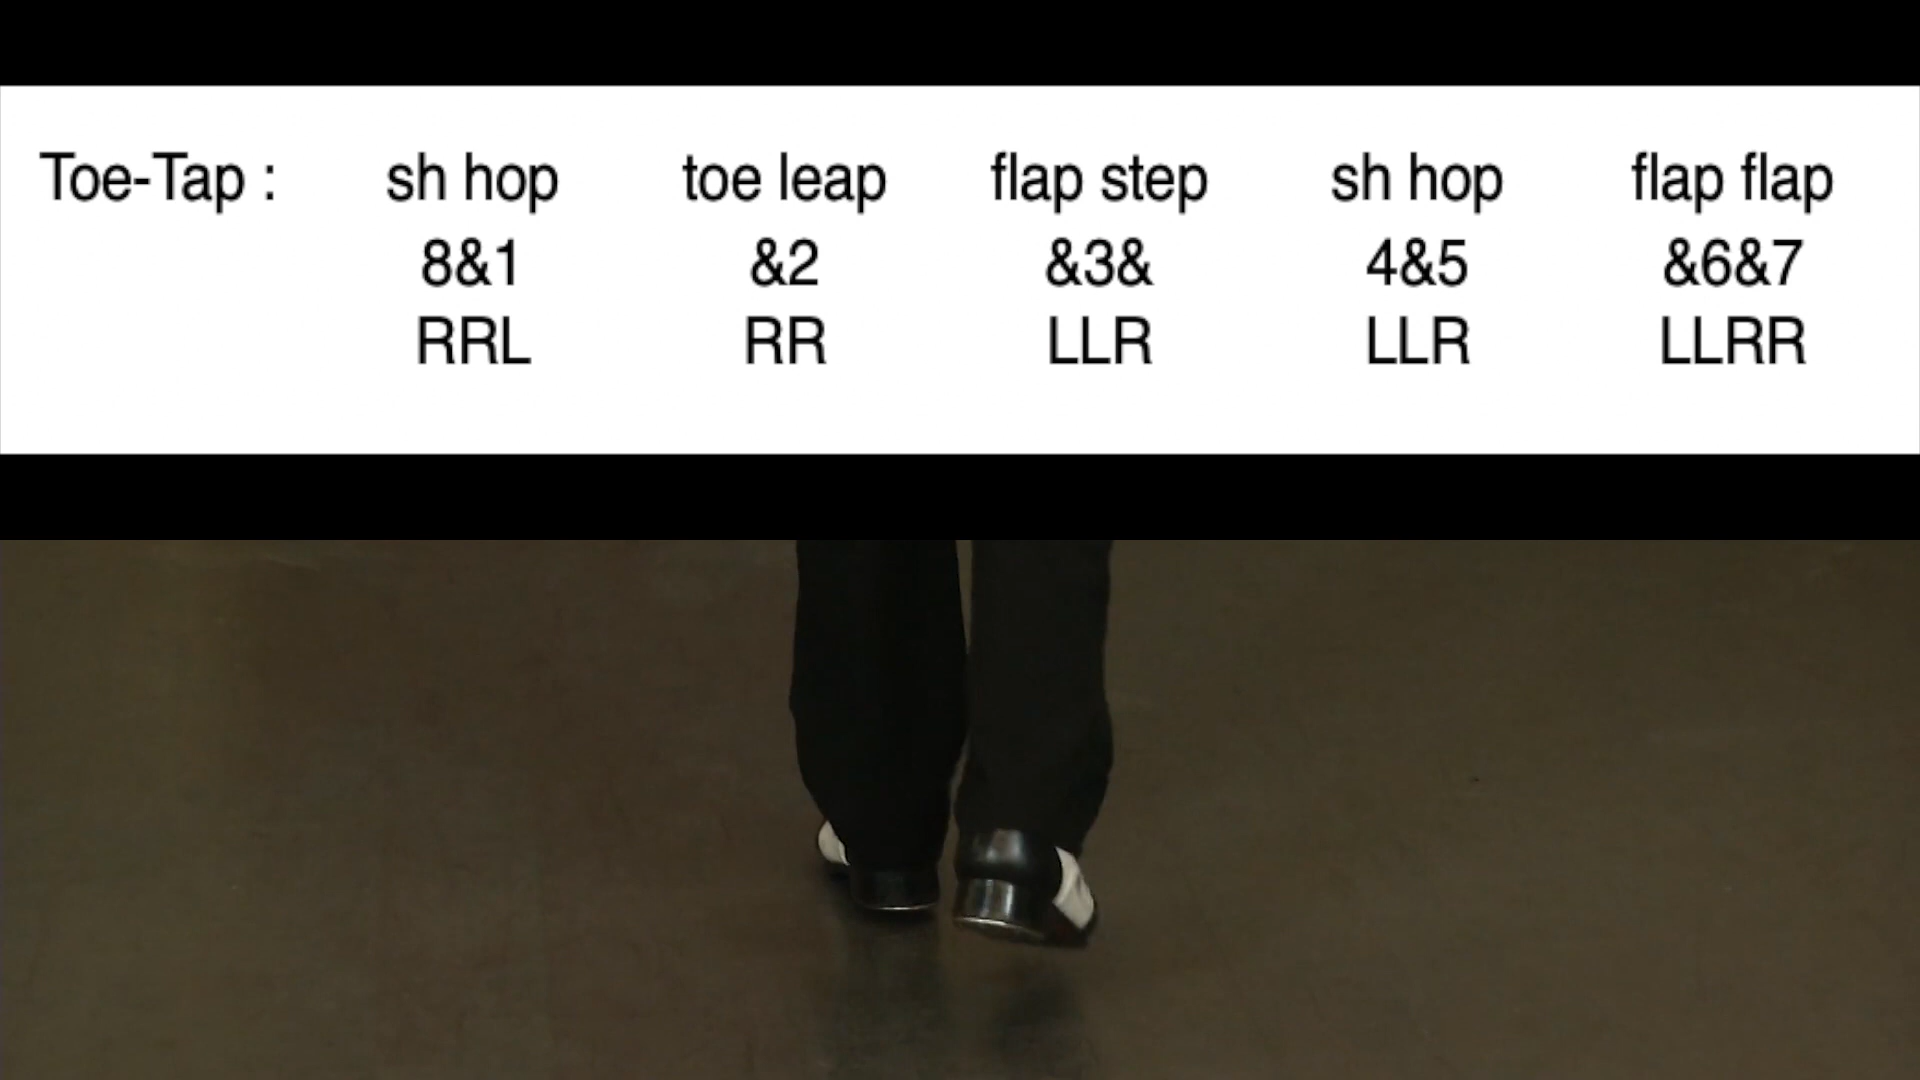 Toe-Tap : sh hop toe leap flap step sh hop flap flap
8&1 &2 &3& 4&5 &6&7
RRL RR LLR LLR LLRR